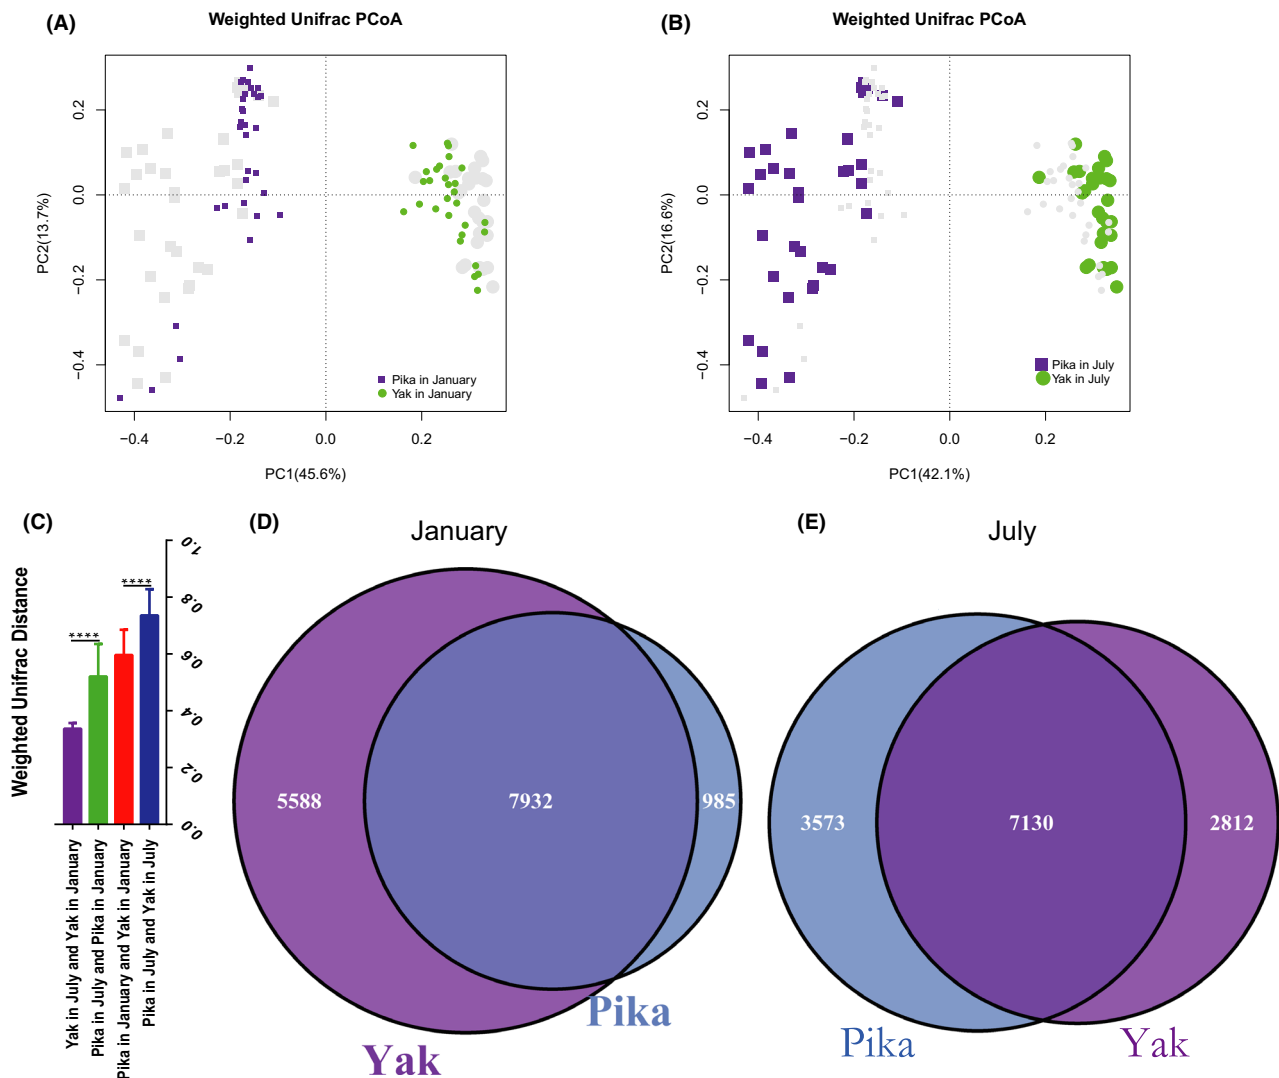 (A)
Weighted Unifrac PCoA
PC2(13.7%)
0.2
0.0
−0.2
−0.4
−0.4
−0.2
0.0
0.2
PC1(45.6%)
Pika in January
Yak in January
(B)
Weighted Unifrac PCoA
PC2(16.6%)
0.2
0.0
−0.2
−0.4
−0.4
−0.2
0.0
0.2
PC1(42.1%)
Pika in July
Yak in July
(C)
Weighted Unifrac Distance
1.0
0.8
0.6
0.4
0.2
0.0
****
****
Yak in July and Yak in January
Pika in July and Pika in January
Pika in January and Yak in January
Pika in July and Yak in July
(D)
January
5588
7932
985
Pika
Yak
(E)
July
3573
7130
2812
Pika
Yak